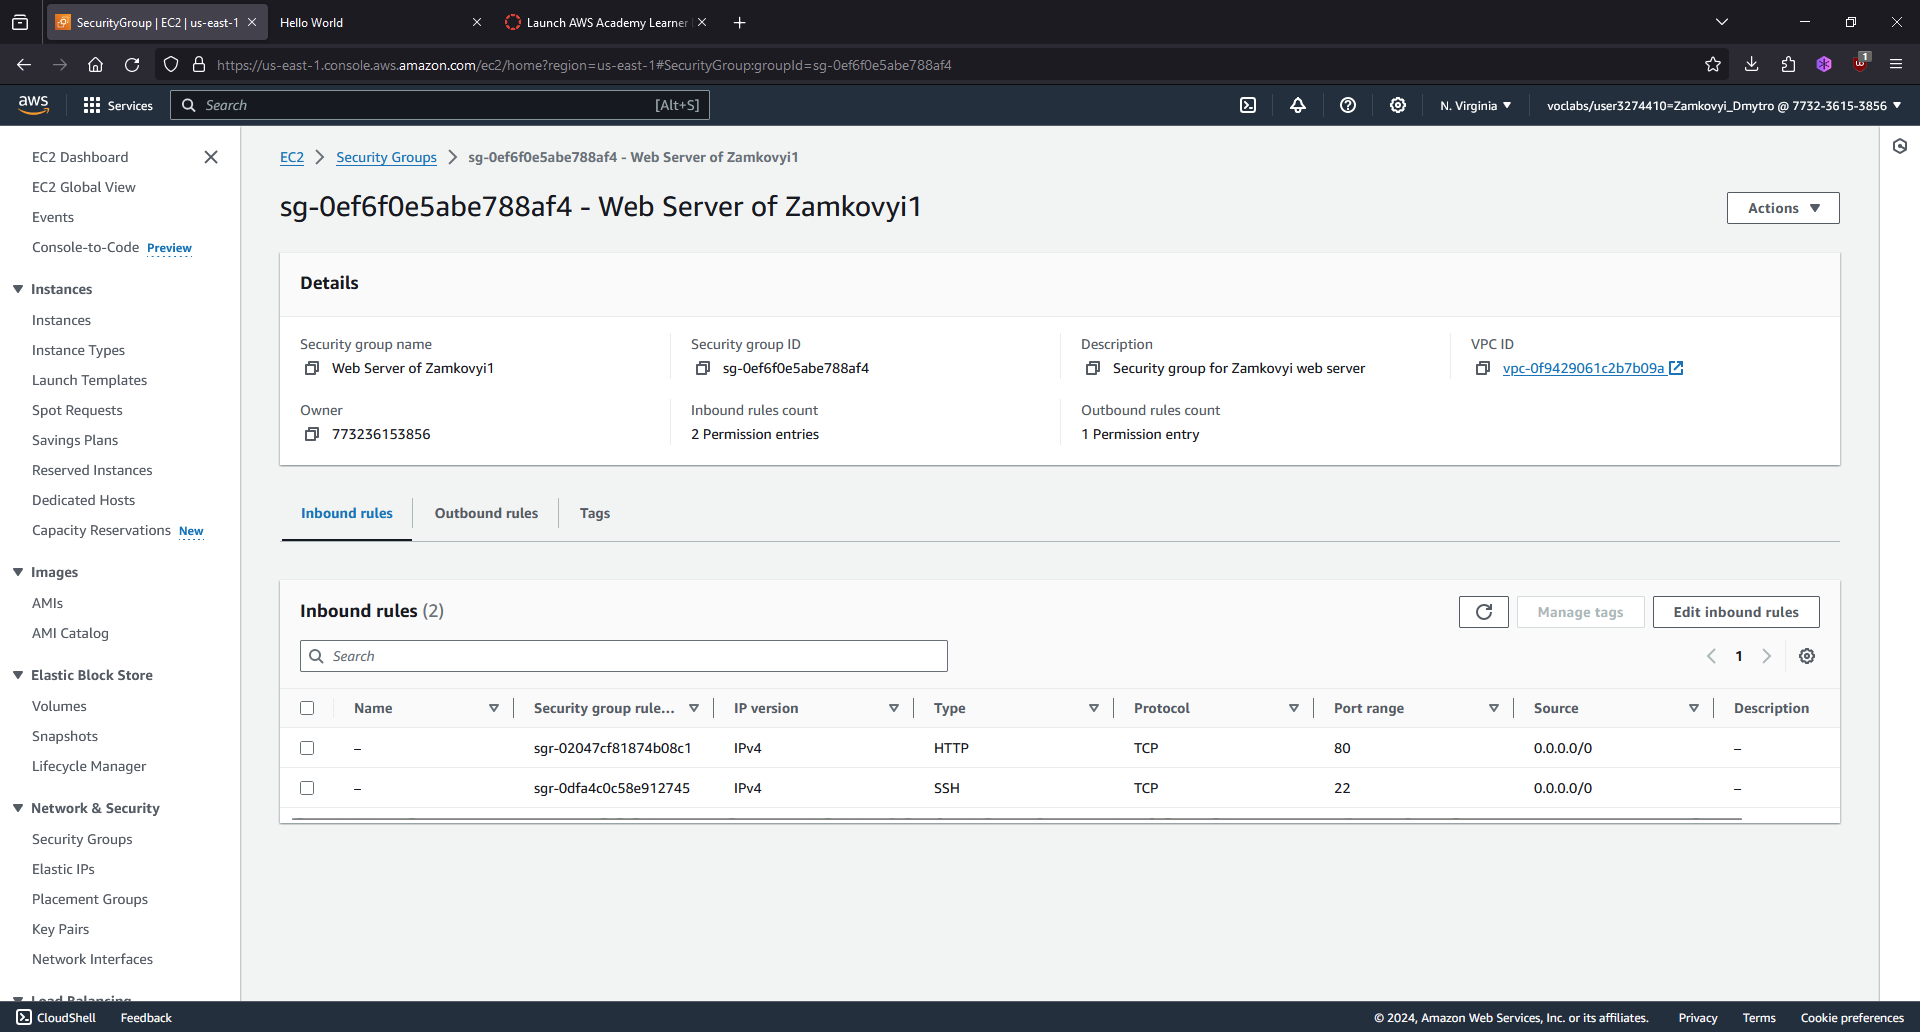 SecurityGroup | EC2 | us-east-1
Hello World
Launch AWS Academy Learner
https://us-east-1.console.aws.amazon.com/ec2/home?region=us-east-1#SecurityGroup:groupId=sg-0ef6f0e5abe788af4
1
aws
Services
Search
[Alt+S]
N. Virginia
voclabs/user3274410=Zamkovyi_Dmytro @ 7732-3615-3856
EC2 Dashboard
EC2 Global View
Events
Console-to-Code Preview
Instances
Instances
Instance Types
Launch Templates
Spot Requests
Savings Plans
Reserved Instances
Dedicated Hosts
Capacity Reservations New
Images
AMIs
AMI Catalog
Elastic Block Store
Volumes
Snapshots
Lifecycle Manager
Network & Security
Security Groups
Elastic IPs
Placement Groups
Key Pairs
Network Interfaces
Load Balancing
EC2 > Security Groups > sg-0ef6f0e5abe788af4 - Web Server of Zamkovyi1
sg-0ef6f0e5abe788af4 - Web Server of Zamkovyi1
Actions
Details
Security group name
Web Server of Zamkovyi1
Security group ID
sg-0ef6f0e5abe788af4
Description
Security group for Zamkovyi web server
VPC ID
vpc-0f9429061c2b7b09a
Owner
773236153856
Inbound rules count
2 Permission entries
Outbound rules count
1 Permission entry
Inbound rules
Outbound rules
Tags
Inbound rules (2)
Manage tags
Edit inbound rules
Search
1
Name Security group rule... IP version Type Protocol Port range Source Description
– sgr-02047cf81874b08c1 IPv4 HTTP TCP 80 0.0.0.0/0 –
– sgr-0dfa4c0c58e912745 IPv4 SSH TCP 22 0.0.0.0/0 –
CloudShell
Feedback
© 2024, Amazon Web Services, Inc. or its affiliates.
Privacy
Terms
Cookie preferences